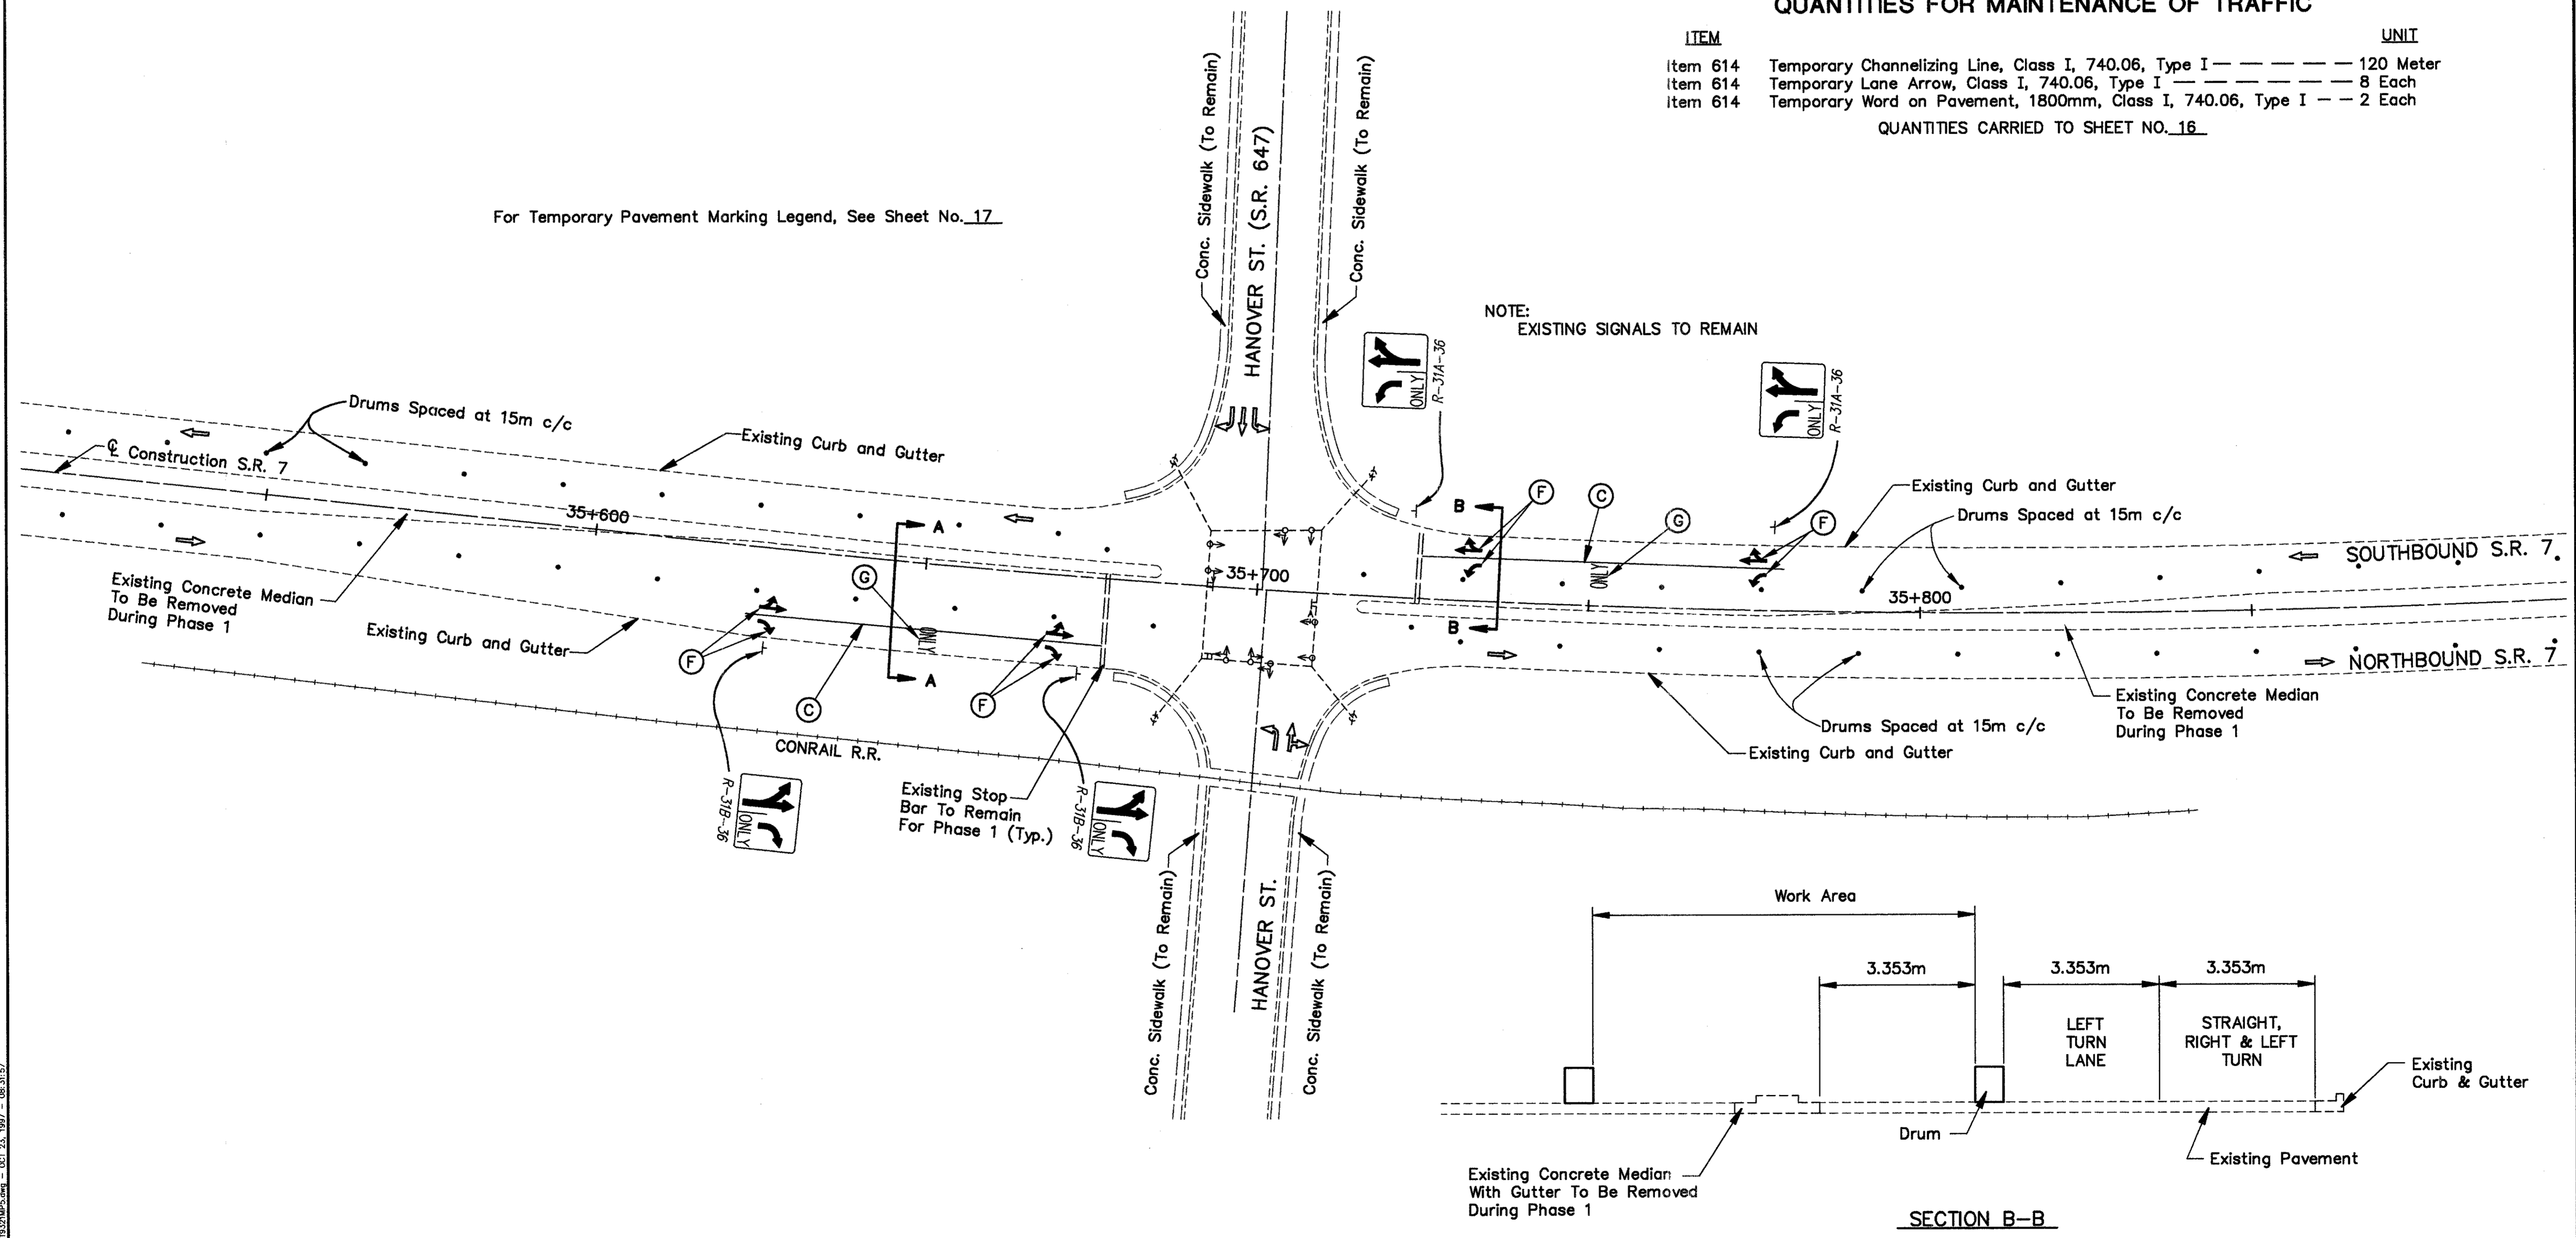 QUANTITIES FOR MAINTENANCE OF TRAFFIC
ITEM UNIT
Item 614 Temporary Channelizing Line, Class I, 740.06, Type I — — — — — 120 Meter
Item 614 Temporary Lane Arrow, Class I, 740.06, Type I — — — — — — 8 Each
Item 614 Temporary Word on Pavement, 1800mm, Class I, 740.06, Type I — — 2 Each
QUANTITIES CARRIED TO SHEET NO. 16
For Temporary Pavement Marking Legend, See Sheet No. 17
Conc. Sidewalk (To Remain)
HANOVER ST. (S.R. 647)
Conc. Sidewalk (To Remain)
NOTE:
EXISTING SIGNALS TO REMAIN
ONLY
R-31A-36
ONLY
R-31A-36
Drums Spaced at 15m c/c
Existing Curb and Gutter
℄ Construction S.R. 7
35+600
A
G
ONLY
A
Existing Concrete Median
To Be Removed
During Phase 1
Existing Curb and Gutter
F
C
F
CONRAIL R.R.
R-31B-36
ONLY
Existing Stop
Bar To Remain
For Phase 1 (Typ.)
R-31B-36
ONLY
35+700
B
B
F
C
G
ONLY
F
Existing Curb and Gutter
Drums Spaced at 15m c/c
SOUTHBOUND S.R. 7
35+800
NORTHBOUND S.R. 7
Existing Concrete Median
To Be Removed
During Phase 1
Drums Spaced at 15m c/c
Existing Curb and Gutter
Conc. Sidewalk (To Remain)
HANOVER ST.
Conc. Sidewalk (To Remain)
Work Area
3.353m 3.353m 3.353m
LEFT
TURN
LANE
STRAIGHT,
RIGHT & LEFT
TURN
Existing
Curb & Gutter
Drum
Existing Pavement
Existing Concrete Median
With Gutter To Be Removed
During Phase 1
SECTION B-B